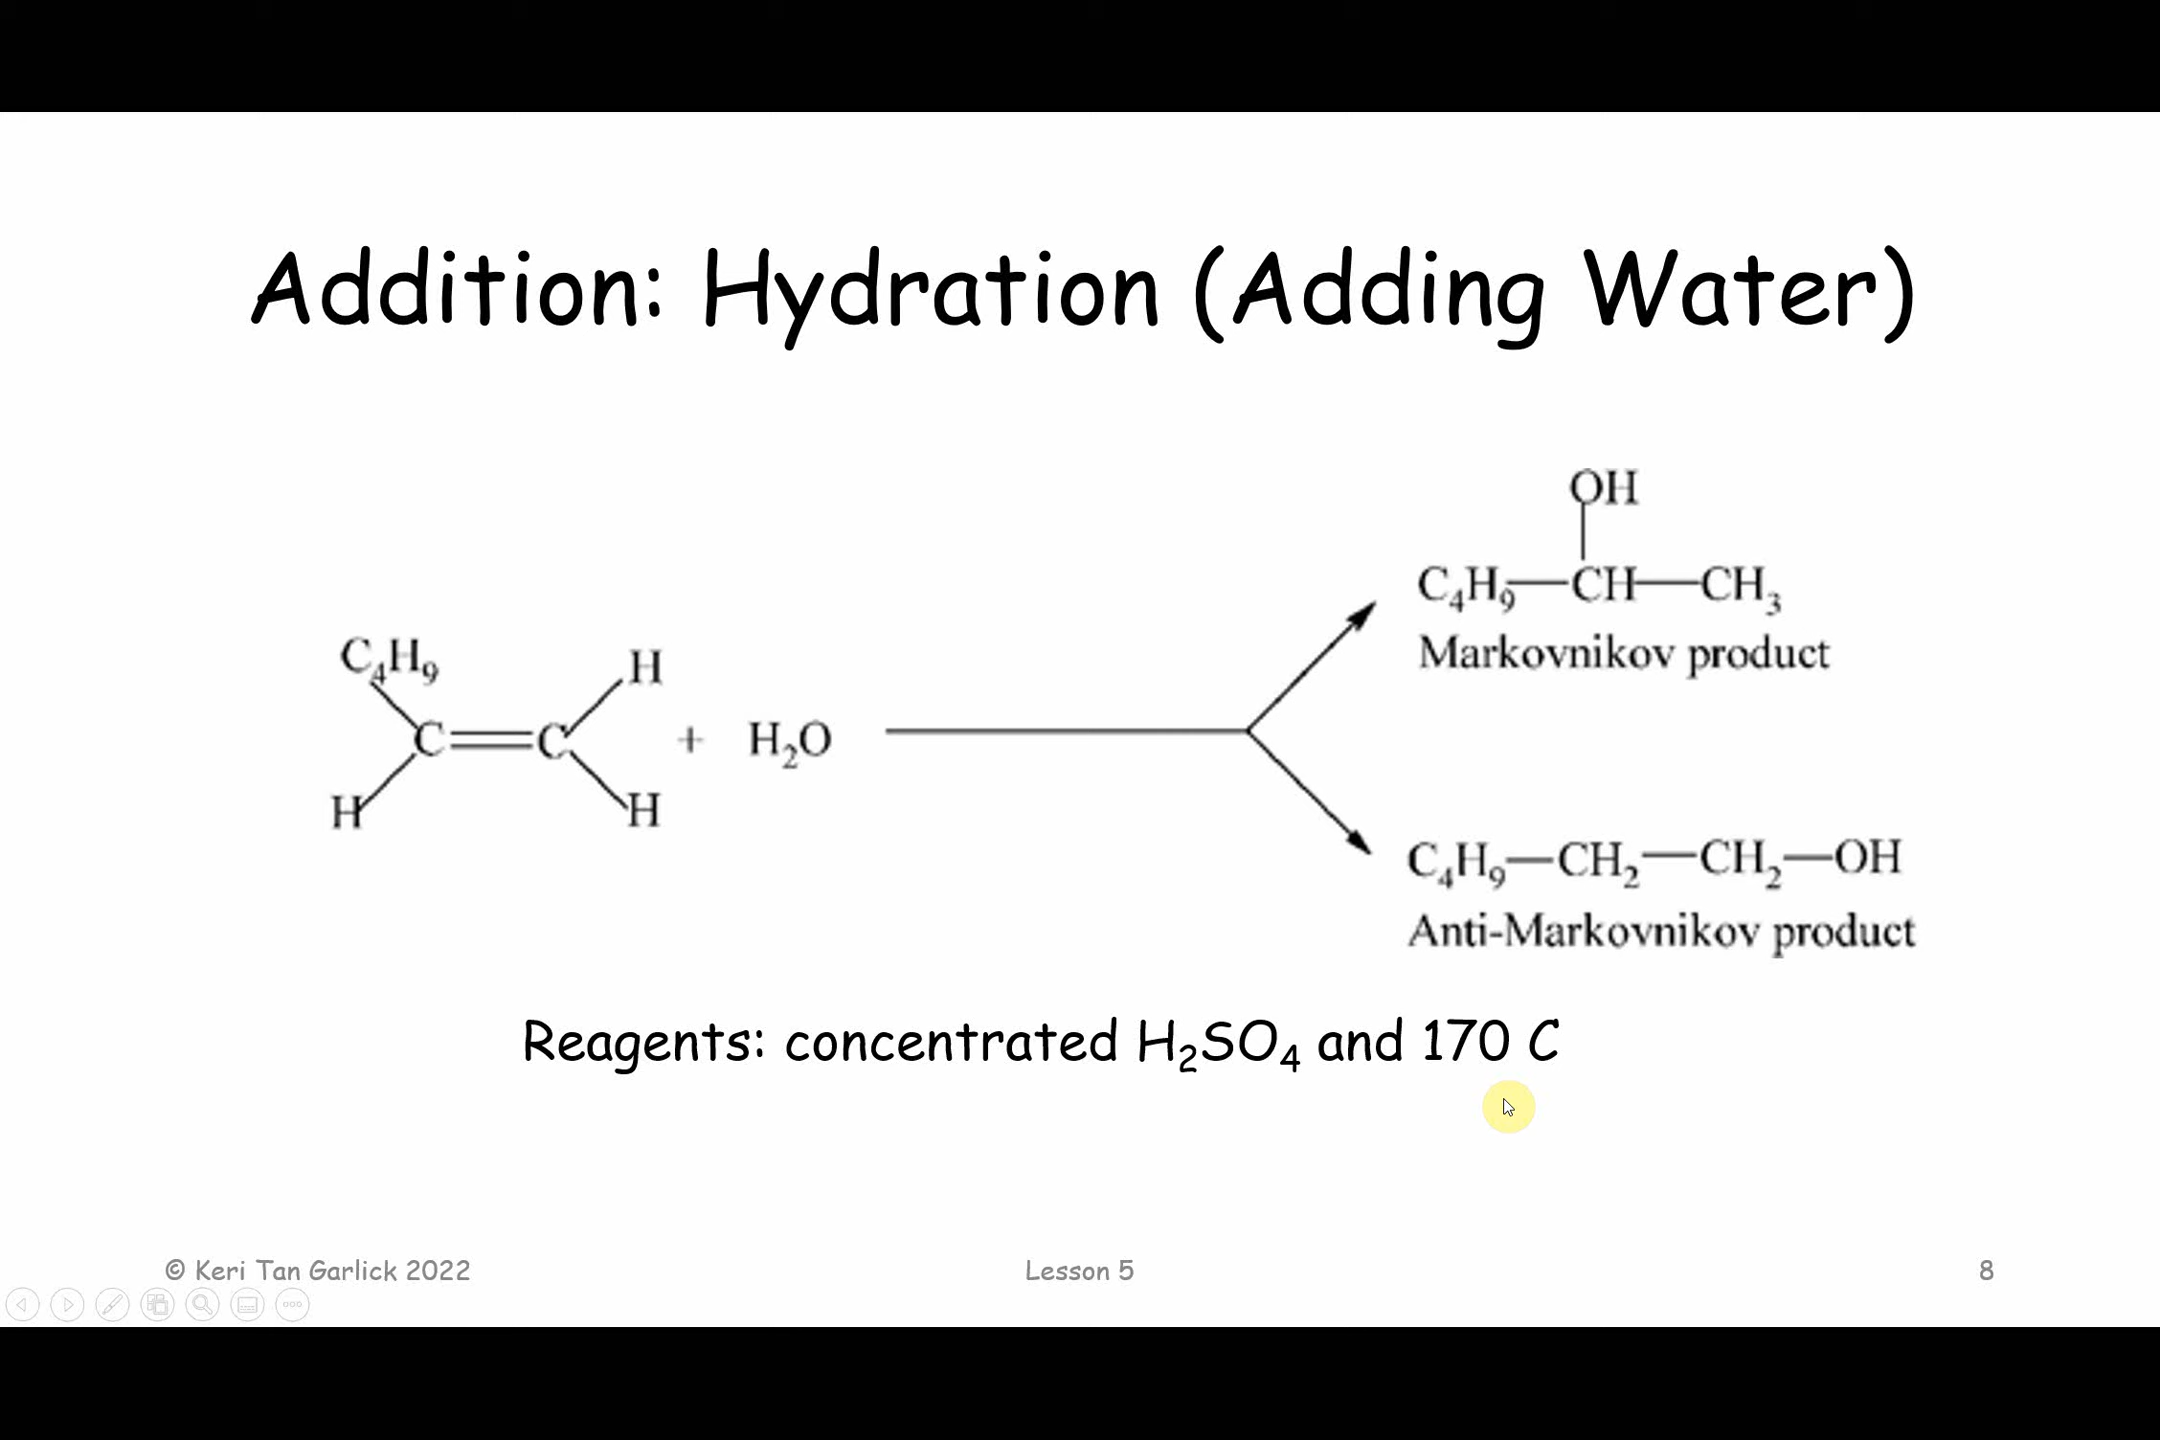 Addition: Hydration (Adding Water)
OH
C₄H₉—CH—CH₃
Markovnikov product
C₄H₉ H
C=C + H₂O
H H
C₄H₉—CH₂—CH₂—OH
Anti-Markovnikov product
Reagents: concentrated H₂SO₄ and 170 C
© Keri Tan Garlick 2022 Lesson 5 8